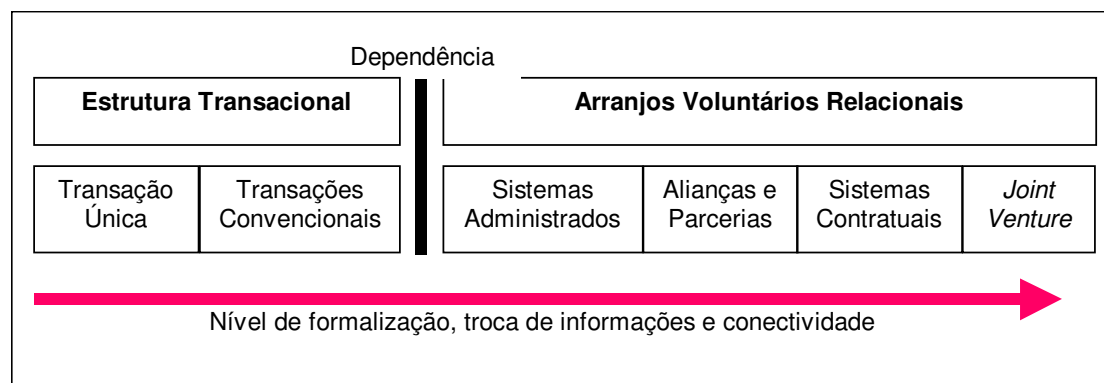 Dependência
Estrutura Transacional
Arranjos Voluntários Relacionais
Transação
Única
Transações
Convencionais
Sistemas
Administrados
Alianças e
Parcerias
Sistemas
Contratuais
Joint
Venture
Nível de formalização, troca de informações e conectividade